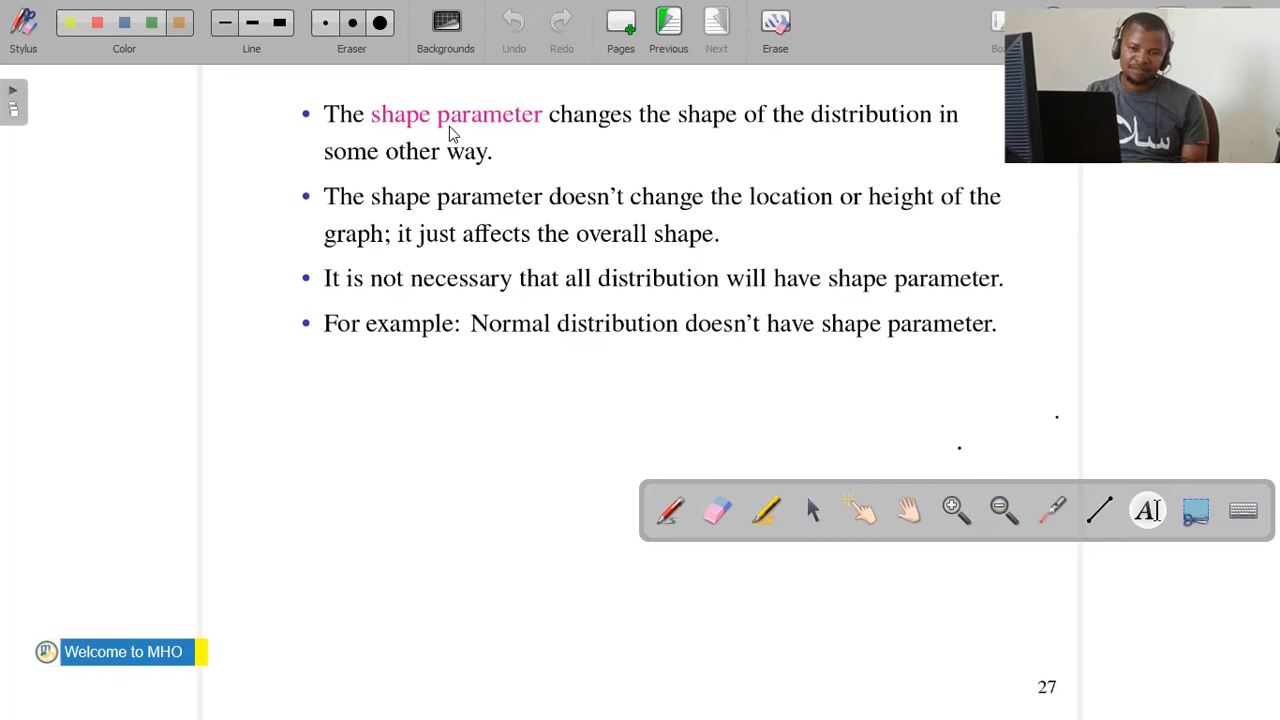 Stylus
Color
Line
Eraser
Backgrounds
Undo
Redo
Pages
Previous
Next
Erase
• The shape parameter changes the shape of the distribution in
some other way.
• The shape parameter doesn’t change the location or height of the
graph; it just affects the overall shape.
• It is not necessary that all distribution will have shape parameter.
• For example: Normal distribution doesn’t have shape parameter.
سلام
Welcome to MHO
27